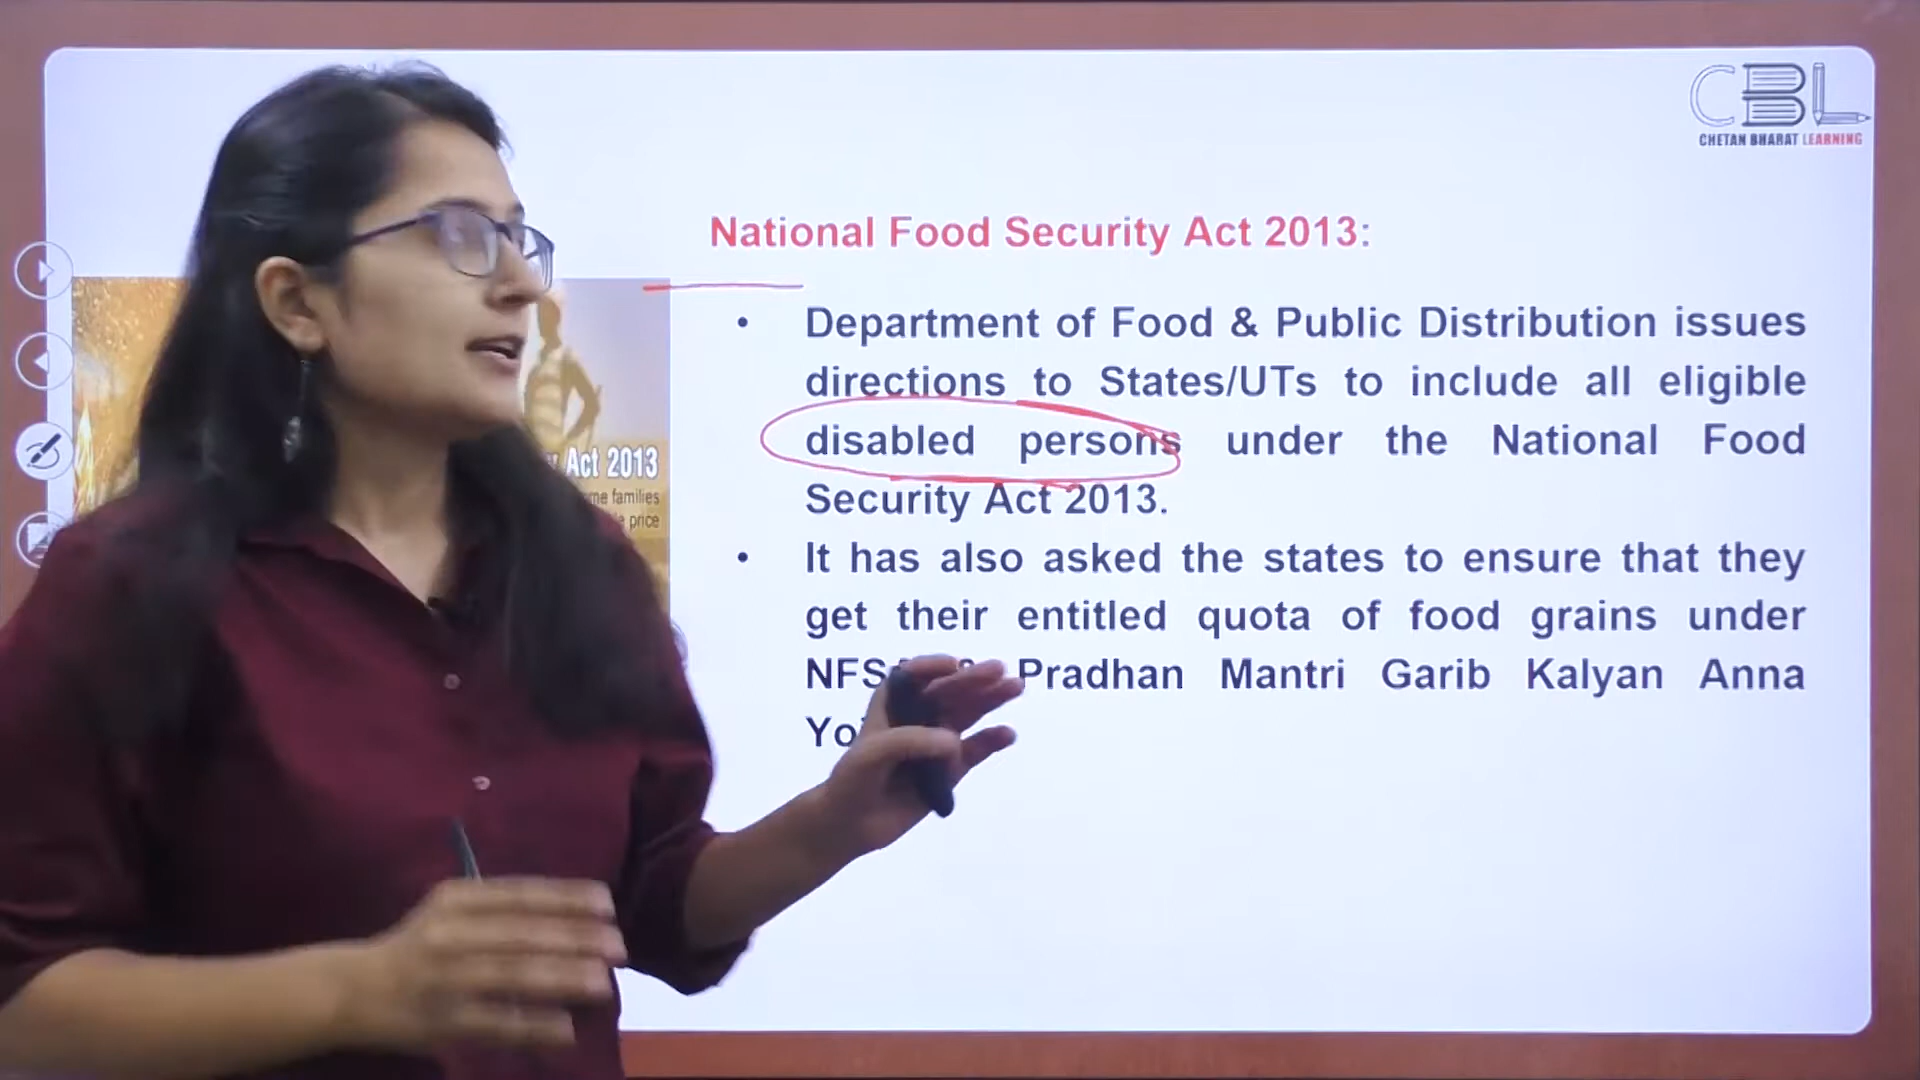 CBL
CHETAN BHARAT LEARNING
National Food Security Act 2013:
• Department of Food & Public Distribution issues
directions to States/UTs to include all eligible
disabled persons under the National Food
Security Act 2013.
• It has also asked the states to ensure that they
get their entitled quota of food grains under
Pradhan Mantri Garib Kalyan Anna
Act 2013
families
price